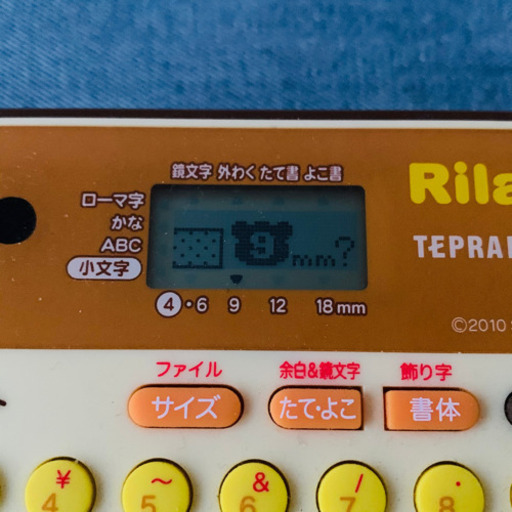 鏡文字 外わく たて書 よこ書
Rila
ローマ字
かな
ABC
小文字
9mm?
TEPRA
4・6 9 12 18mm
©2010
ファイル 余白&鏡文字 飾り字
サイズ たて・よこ 書体
¥ ~ & / ・
4 5 6 7 8